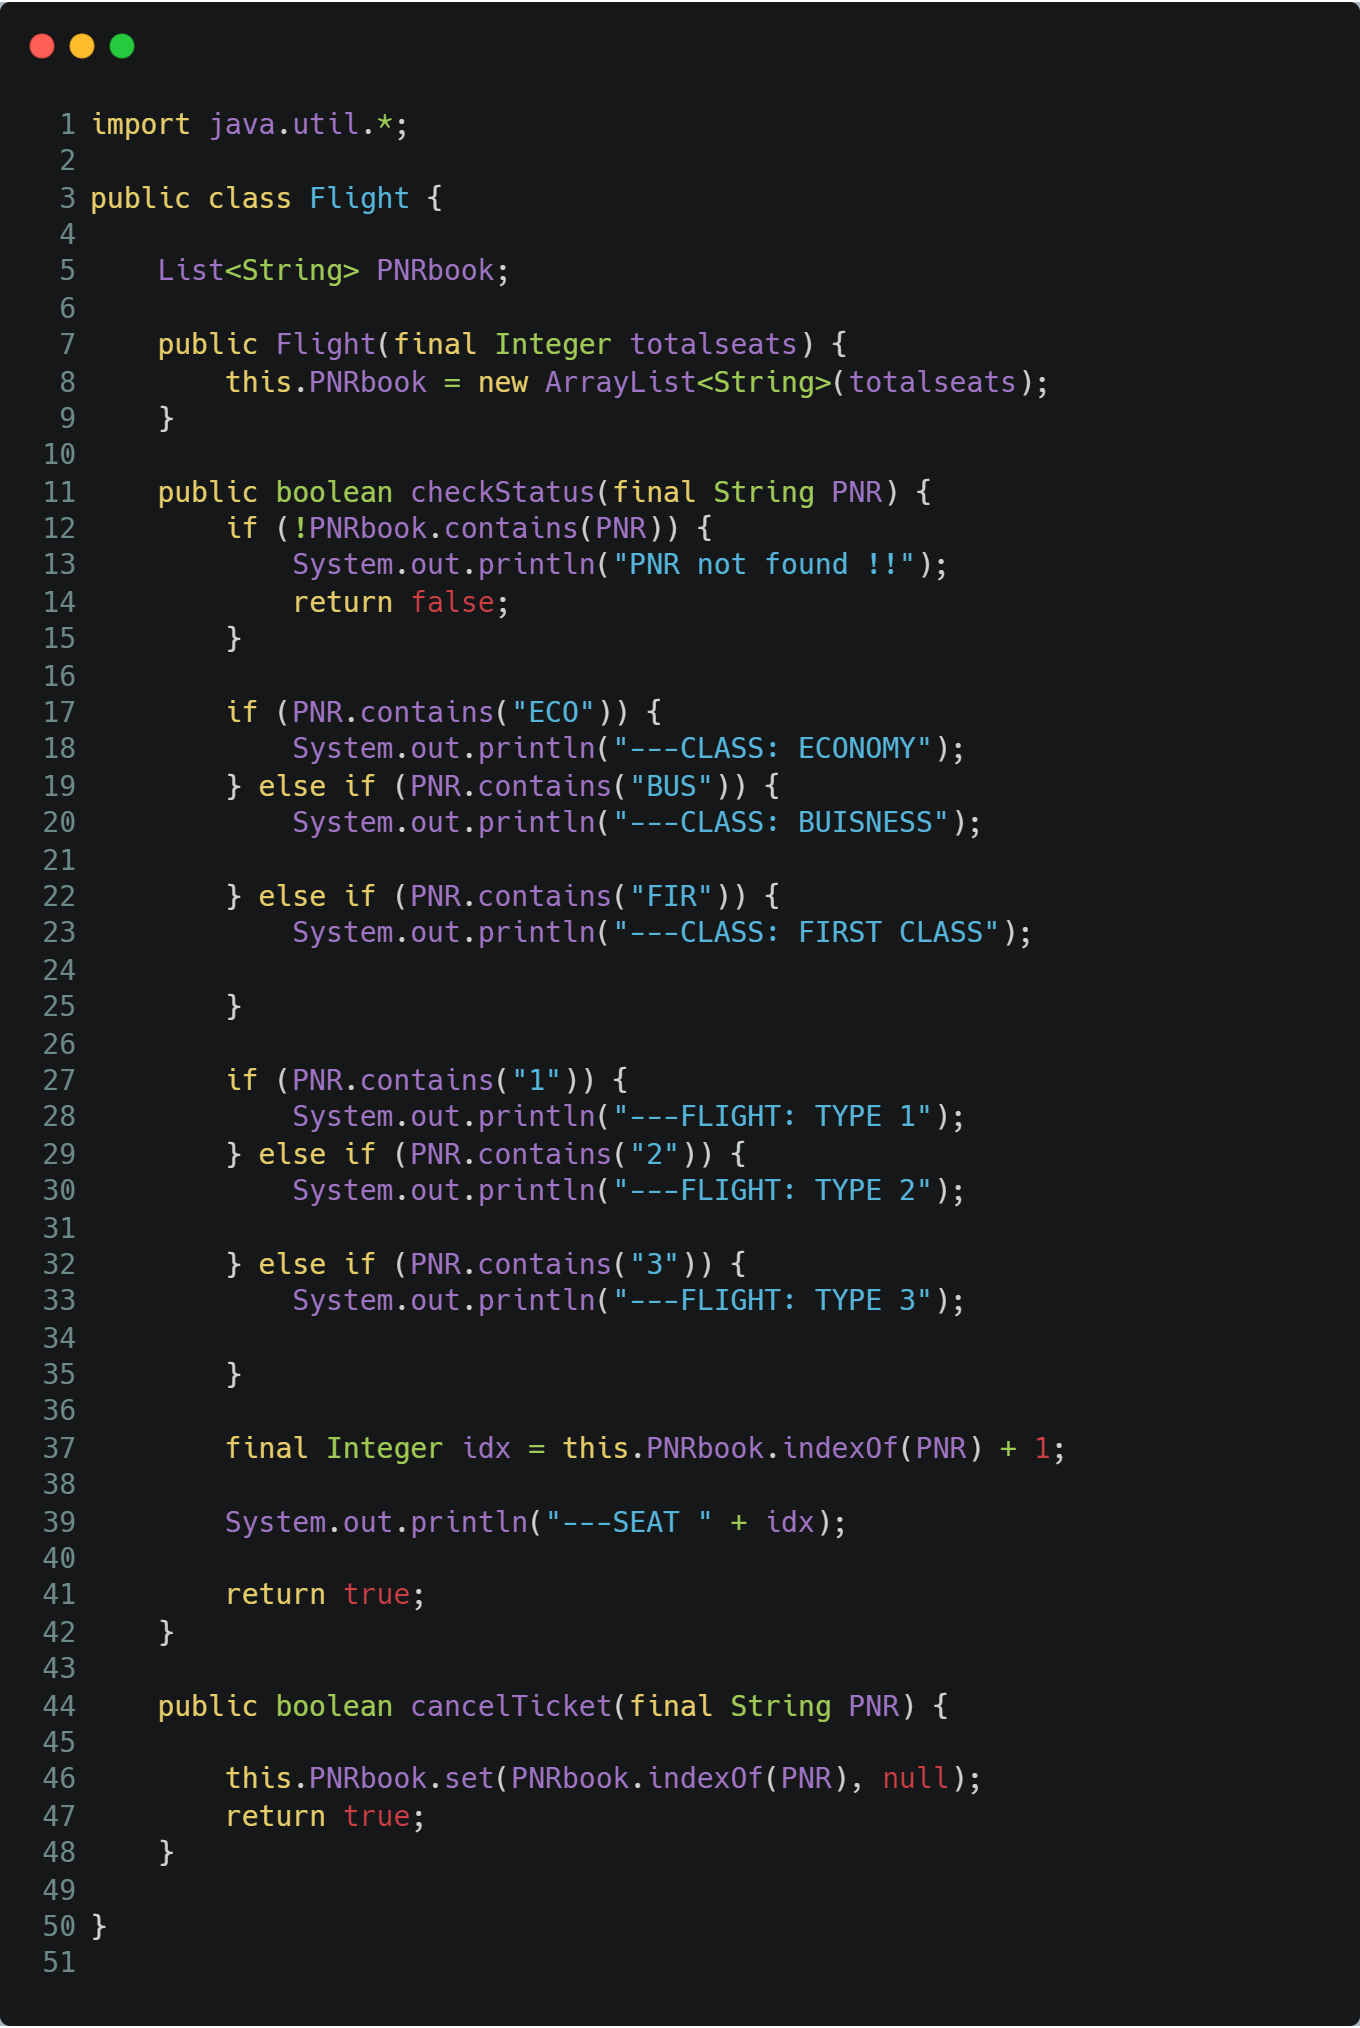 1 import java.util.*;
2
3 public class Flight {
4
5     List<String> PNRbook;
6
7     public Flight(final Integer totalseats) {
8         this.PNRbook = new ArrayList<String>(totalseats);
9     }
10
11     public boolean checkStatus(final String PNR) {
12         if (!PNRbook.contains(PNR)) {
13             System.out.println("PNR not found !!");
14             return false;
15         }
16
17         if (PNR.contains("ECO")) {
18             System.out.println("---CLASS: ECONOMY");
19         } else if (PNR.contains("BUS")) {
20             System.out.println("---CLASS: BUISNESS");
21
22         } else if (PNR.contains("FIR")) {
23             System.out.println("---CLASS: FIRST CLASS");
24
25         }
26
27         if (PNR.contains("1")) {
28             System.out.println("---FLIGHT: TYPE 1");
29         } else if (PNR.contains("2")) {
30             System.out.println("---FLIGHT: TYPE 2");
31
32         } else if (PNR.contains("3")) {
33             System.out.println("---FLIGHT: TYPE 3");
34
35         }
36
37         final Integer idx = this.PNRbook.indexOf(PNR) + 1;
38
39         System.out.println("---SEAT " + idx);
40
41         return true;
42     }
43
44     public boolean cancelTicket(final String PNR) {
45
46         this.PNRbook.set(PNRbook.indexOf(PNR), null);
47         return true;
48     }
49
50 }
51